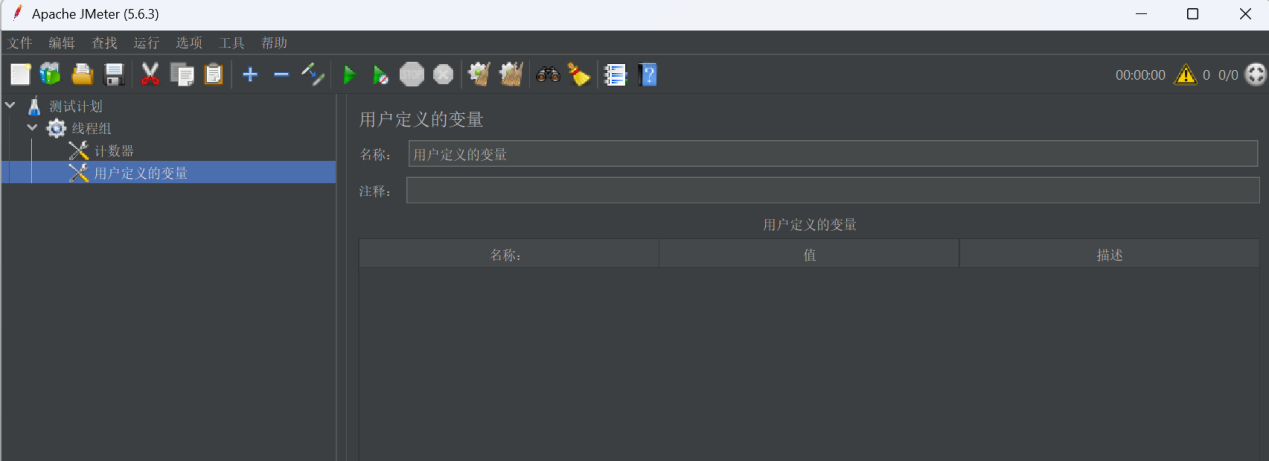 Apache JMeter (5.6.3)
文件 编辑 查找 运行 选项 工具 帮助
STOP 00:00:00 0 0/0
测试计划
线程组
计数器
用户定义的变量
用户定义的变量
名称： 用户定义的变量
注释：
用户定义的变量
名称： 值 描述